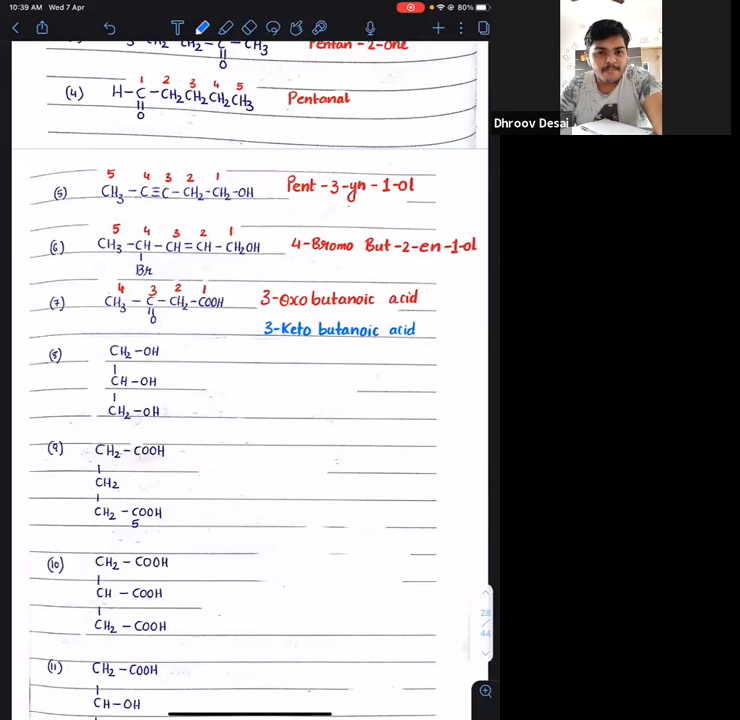 10:39 AM Wed 7 Apr
80%
CH2 CH2 – C – CH3 Pentan - 2 - one
O
1 2 3 4 5
(4) H – C – CH2CH2CH2CH3 Pentanal
O
5 4 3 2 1
(5) CH3 – C ≡ C – CH2 – CH2 – OH Pent - 3 - yn - 1 - ol
5 4 3 2 1
(6) CH3 – CH – CH = CH – CH2OH 4 - Bromo But - 2 - en - 1 - ol
Br
4 3 2 1
(7) CH3 – C – CH2 – COOH 3 - Oxo butanoic acid
O
3 - Keto butanoic acid
(8) CH2 – OH
CH – OH
CH2 – OH
(9) CH2 – COOH
CH2
CH2 – COOH
5
(10) CH2 – COOH
CH – COOH
CH2 – COOH
(11) CH2 – COOH
CH – OH
28
/
44
Dhroov Desai